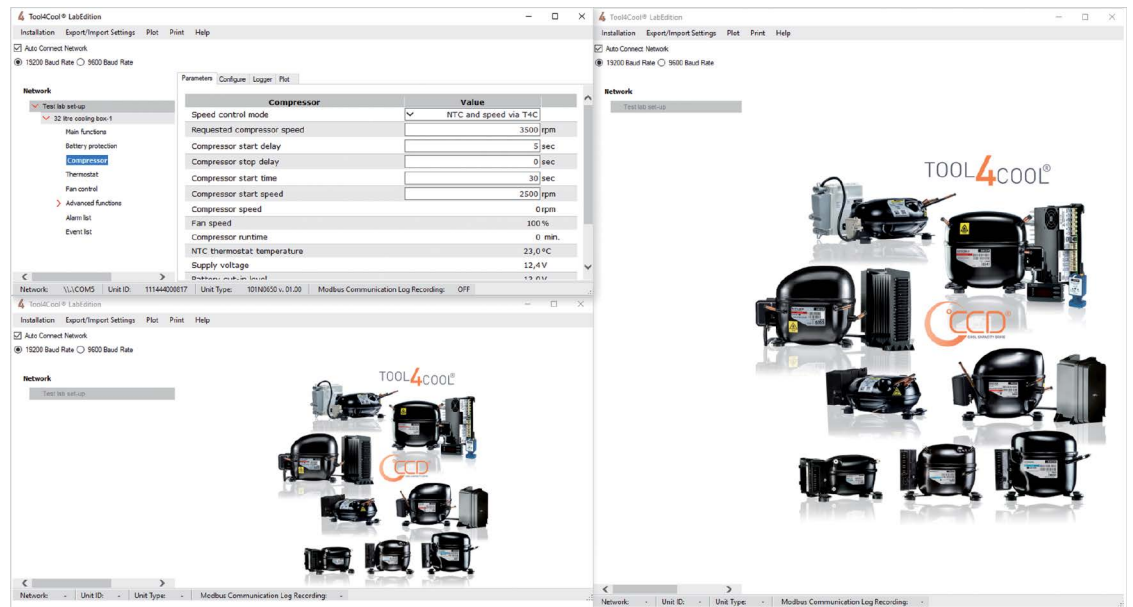 Tool4Cool® LabEdition
Installation Export/Import Settings Plot Print Help
Auto Connect Network
19200 Baud Rate 9600 Baud Rate
Parameters Configure Logger Plot
Network
Test lab set-up
32 litre cooling box-1
Main functions
Battery protection
Compressor
Thermostat
Fan control
Advanced functions
Alarm list
Event list
Compressor Value
Speed control mode NTC and speed via T4C
Requested compressor speed 3500 rpm
Compressor start delay 5 sec
Compressor stop delay 0 sec
Compressor start time 30 sec
Compressor start speed 2500 rpm
Compressor speed 0 rpm
Fan speed 100 %
Compressor runtime 0 min.
NTC thermostat temperature 23,0 °C
Supply voltage 12,4 V
Battery cut-in level 13,0 V
Network: \\.\COM5 Unit ID: 111444000817 Unit Type: 101N0650 v. 01.00 Modbus Communication Log Recording: OFF
Tool4Cool® LabEdition
Installation Export/Import Settings Plot Print Help
Auto Connect Network
19200 Baud Rate 9600 Baud Rate
Network
Test lab set-up
TOOL4COOL®
CCD
Network: - Unit ID: - Unit Type: - Modbus Communication Log Recording: -
Tool4Cool® LabEdition
Installation Export/Import Settings Plot Print Help
Auto Connect Network
19200 Baud Rate 9600 Baud Rate
Network
Test lab set-up
TOOL4COOL®
CCD
Network: - Unit ID: - Unit Type: - Modbus Communication Log Recording: -